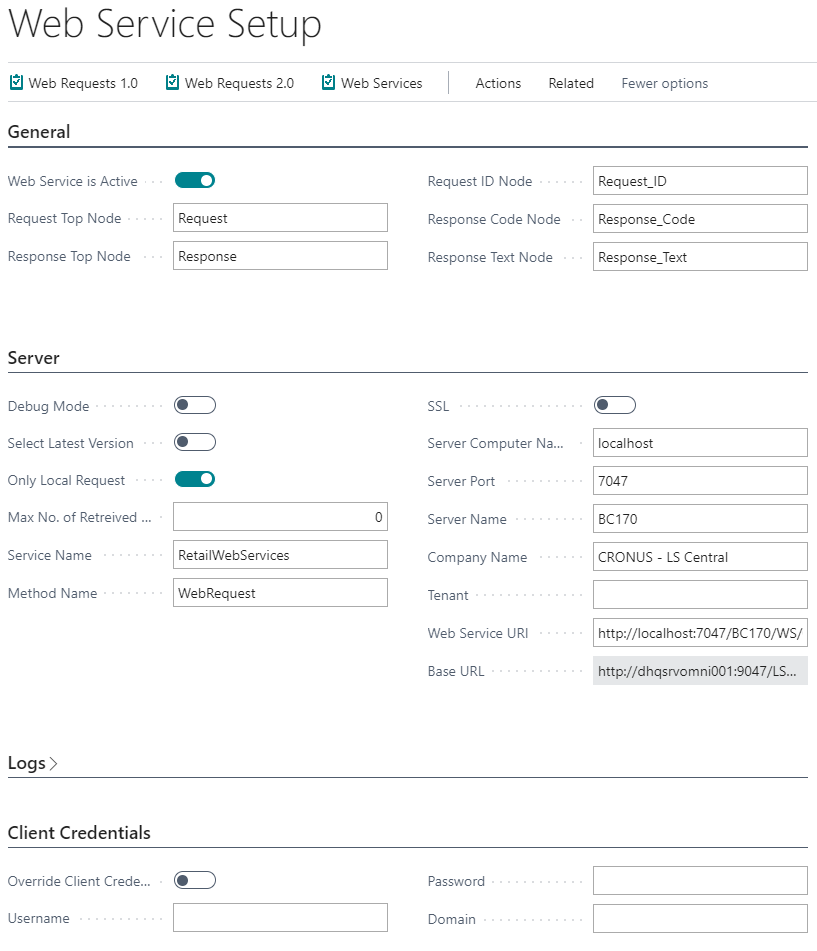 Web Service Setup
Web Requests 1.0 Web Requests 2.0 Web Services Actions Related Fewer options
General
Web Service is Active
Request Top Node Request
Response Top Node Response
Request ID Node Request_ID
Response Code Node Response_Code
Response Text Node Response_Text
Server
Debug Mode
Select Latest Version
Only Local Request
Max No. of Retreived ... 0
Service Name RetailWebServices
Method Name WebRequest
SSL
Server Computer Na... localhost
Server Port 7047
Server Name BC170
Company Name CRONUS - LS Central
Tenant
Web Service URI http://localhost:7047/BC170/WS/
Base URL http://dhqsrvomni001:9047/LS...
Logs
Client Credentials
Override Client Crede...
Username
Password
Domain